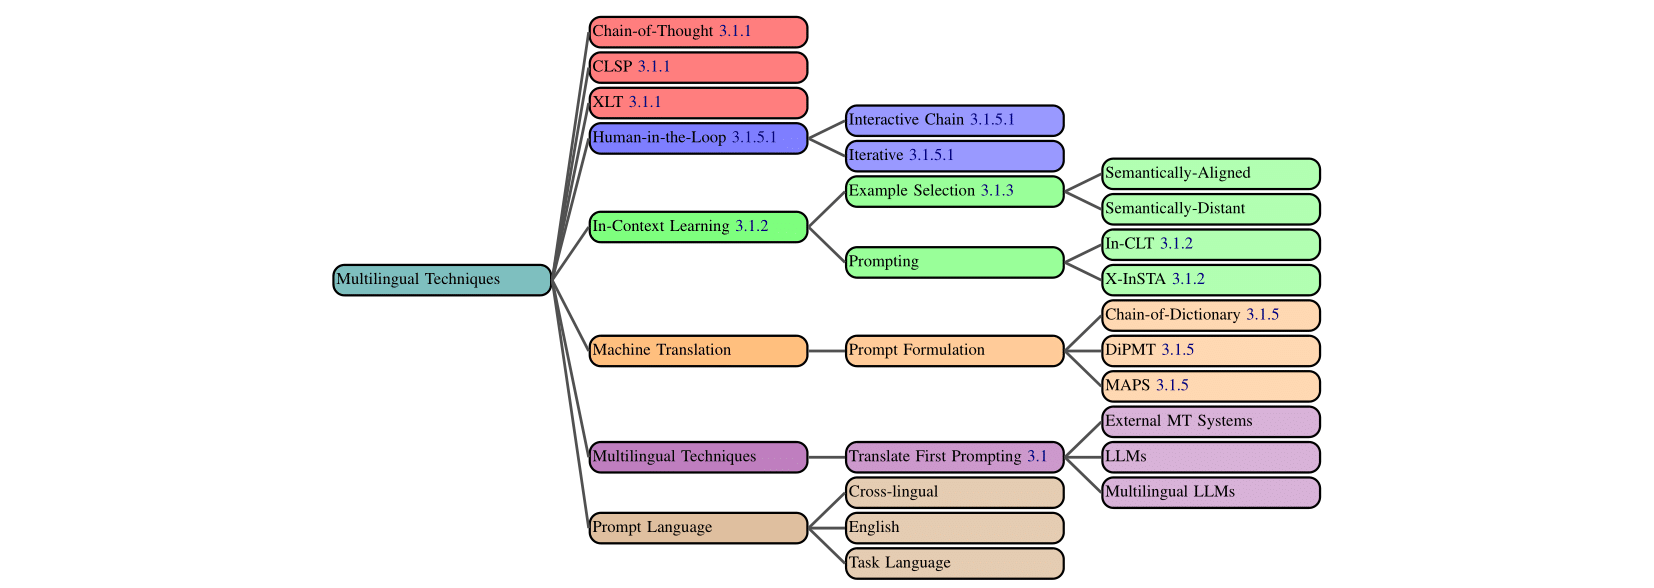 Chain-of-Thought 3.1.1
CLSP 3.1.1
XLT 3.1.1
Interactive Chain 3.1.5.1
Human-in-the-Loop 3.1.5.1
Iterative 3.1.5.1
Semantically-Aligned
Example Selection 3.1.3
Semantically-Distant
In-Context Learning 3.1.2
In-CLT 3.1.2
Prompting
X-InSTA 3.1.2
Multilingual Techniques
Chain-of-Dictionary 3.1.5
Machine Translation
Prompt Formulation
DiPMT 3.1.5
MAPS 3.1.5
External MT Systems
Multilingual Techniques
Translate First Prompting 3.1
LLMs
Multilingual LLMs
Cross-lingual
Prompt Language
English
Task Language